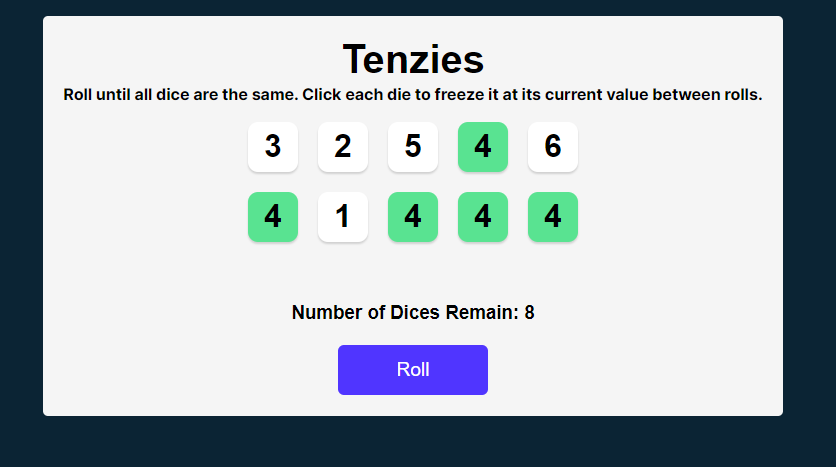 Tenzies
Roll until all dice are the same. Click each die to freeze it at its current value between rolls.
3 2 5 4 6
4 1 4 4 4
Number of Dices Remain: 8
Roll